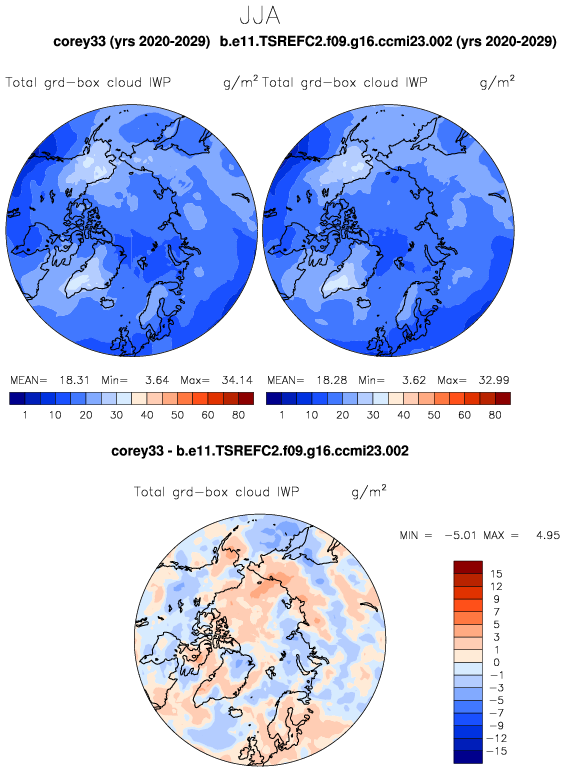 JJA
corey33 (yrs 2020-2029) b.e11.TSREFC2.f09.g16.ccmi23.002 (yrs 2020-2029)
Total grd-box cloud IWP g/m² Total grd-box cloud IWP g/m²
MEAN= 18.31 Min= 3.64 Max= 34.14 MEAN= 18.28 Min= 3.62 Max= 32.99
1 10 20 30 40 50 60 80 1 10 20 30 40 50 60 80
corey33 - b.e11.TSREFC2.f09.g16.ccmi23.002
Total grd-box cloud IWP g/m²
MIN = -5.01 MAX = 4.95
15
12
9
7
5
3
1
0
-1
-3
-5
-7
-9
-12
-15